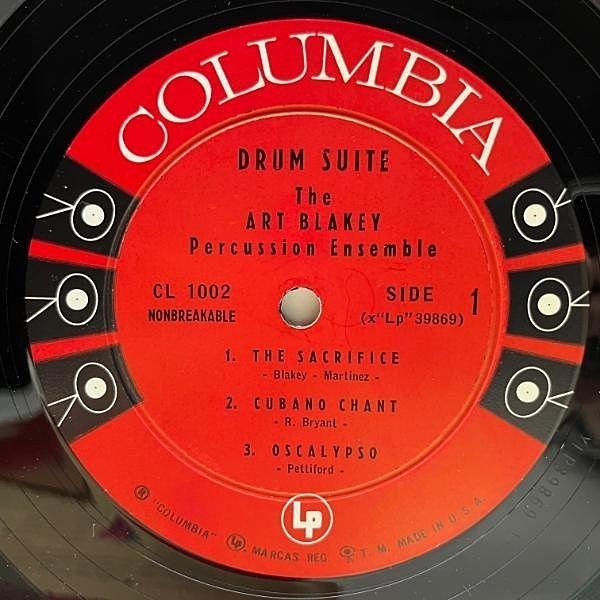 COLUMBIA
DRUM SUITE
The
ART BLAKEY
Percussion Ensemble
CL 1002
NONBREAKABLE
SIDE 1
(x"Lp"39869)
1. THE SACRIFICE
- Blakey - Martinez -
2. CUBANO CHANT
- R. Bryant -
3. OSCALYPSO
- Pettiford -
Lp
® "COLUMBIA" Lp. MARCAS REG. T. M. MADE IN U.S.A.